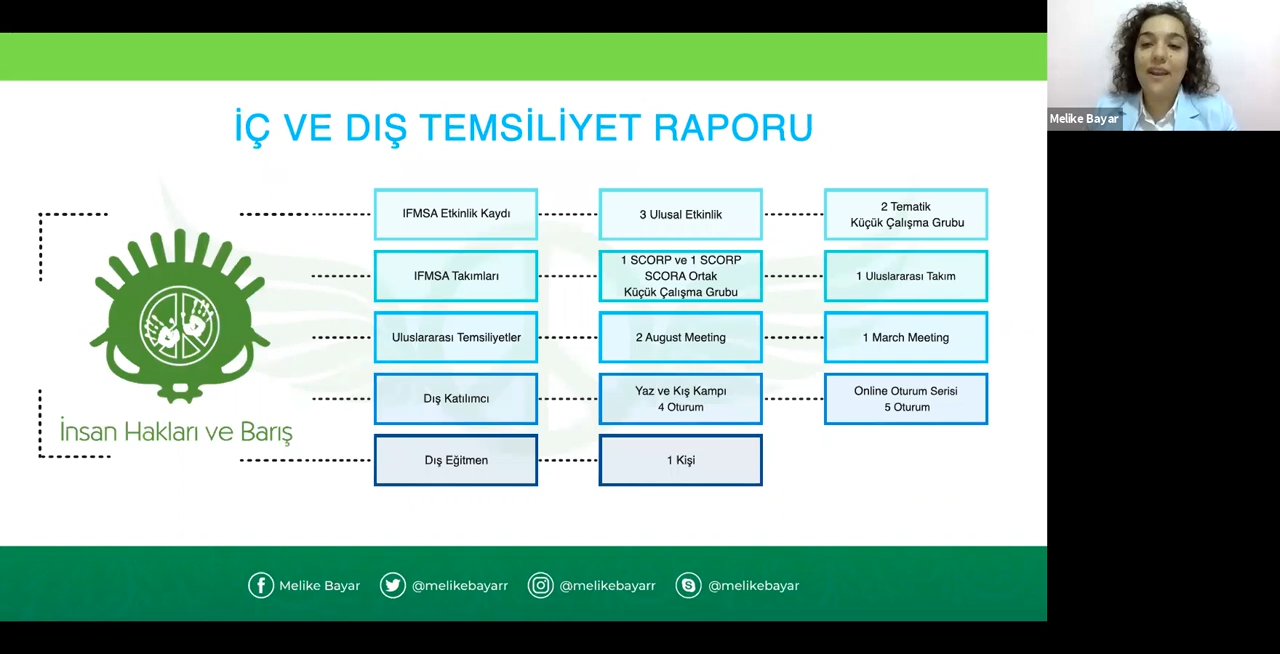 Melike Bayar
İÇ VE DIŞ TEMSİLİYET RAPORU
IFMSA Etkinlik Kaydı
3 Ulusal Etkinlik
2 Tematik
Küçük Çalışma Grubu
IFMSA Takımları
1 SCORP ve 1 SCORP
SCORA Ortak
Küçük Çalışma Grubu
1 Uluslararası Takım
Uluslararası Temsiliyetler
2 August Meeting
1 March Meeting
Dış Katılımcı
Yaz ve Kış Kampı
4 Oturum
Online Oturum Serisi
5 Oturum
Dış Eğitmen
1 Kişi
İnsan Hakları ve Barış
Melike Bayar
@melikebayarr
@melikebayarr
@melikebayar